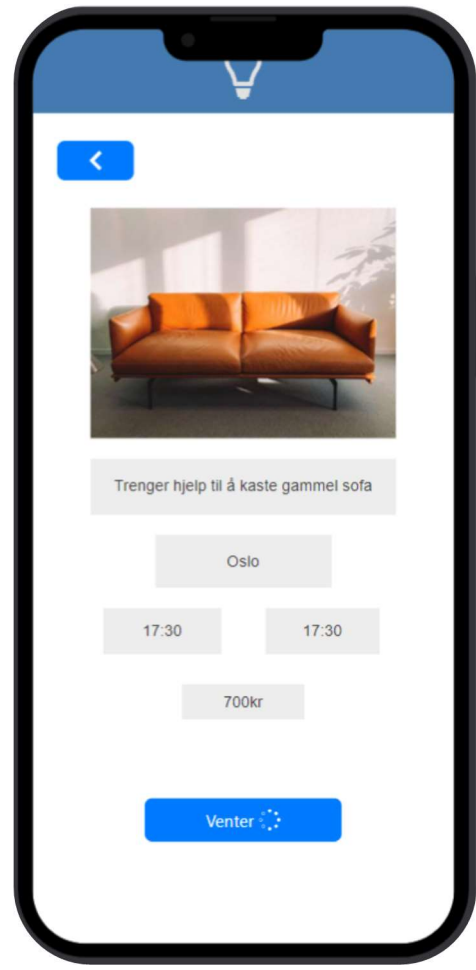 Trenger hjelp til å kaste gammel sofa
Oslo
17:30 17:30
700kr
Venter